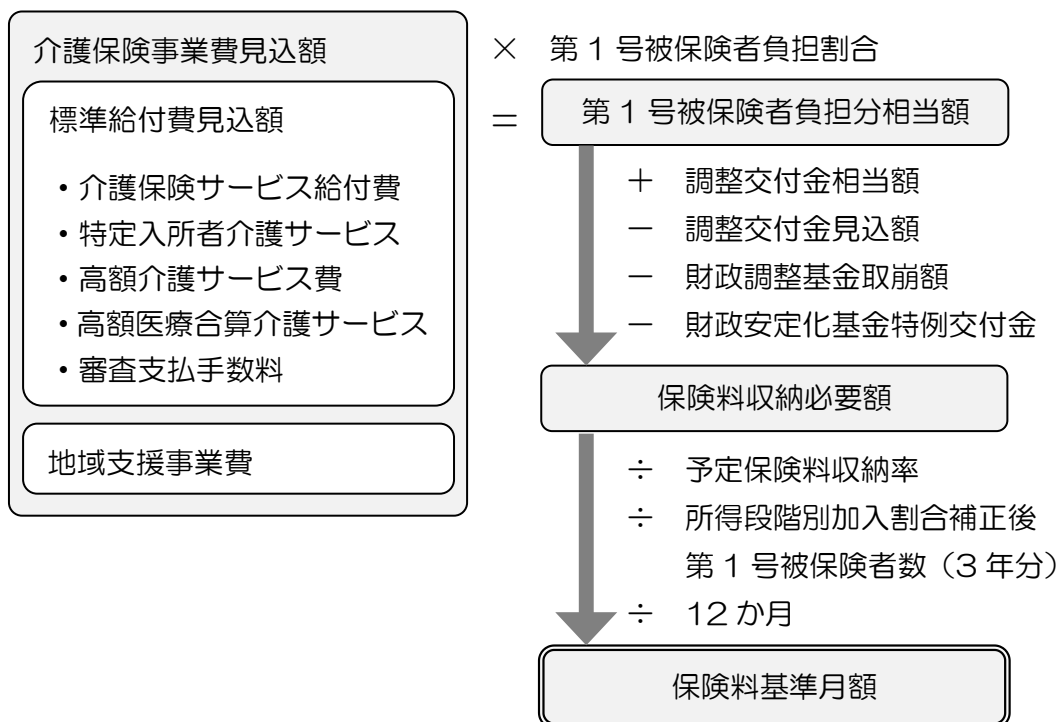 介護保険事業費見込額
× 第1号被保険者負担割合
標準給付費見込額
・介護保険サービス給付費
・特定入所者介護サービス
・高額介護サービス費
・高額医療合算介護サービス
・審査支払手数料
地域支援事業費
= 第1号被保険者負担分相当額
+ 調整交付金相当額
- 調整交付金見込額
- 財政調整基金取崩額
- 財政安定化基金特例交付金
保険料収納必要額
÷ 予定保険料収納率
÷ 所得段階別加入割合補正後
第1号被保険者数(3年分)
÷ 12か月
保険料基準月額